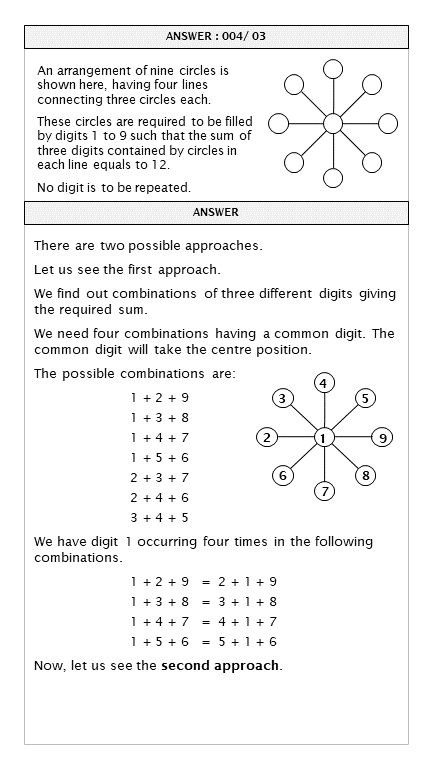 ANSWER : 004/ 03
An arrangement of nine circles is
shown here, having four lines
connecting three circles each.
These circles are required to be filled
by digits 1 to 9 such that the sum of
three digits contained by circles in
each line equals to 12.
No digit is to be repeated.
ANSWER
There are two possible approaches.
Let us see the first approach.
We find out combinations of three different digits giving
the required sum.
We need four combinations having a common digit. The
common digit will take the centre position.
The possible combinations are:
1 + 2 + 9
1 + 3 + 8
1 + 4 + 7
1 + 5 + 6
2 + 3 + 7
2 + 4 + 6
3 + 4 + 5
4
3 5
2 1 9
6 8
7
We have digit 1 occurring four times in the following
combinations.
1 + 2 + 9 = 2 + 1 + 9
1 + 3 + 8 = 3 + 1 + 8
1 + 4 + 7 = 4 + 1 + 7
1 + 5 + 6 = 5 + 1 + 6
Now, let us see the second approach.